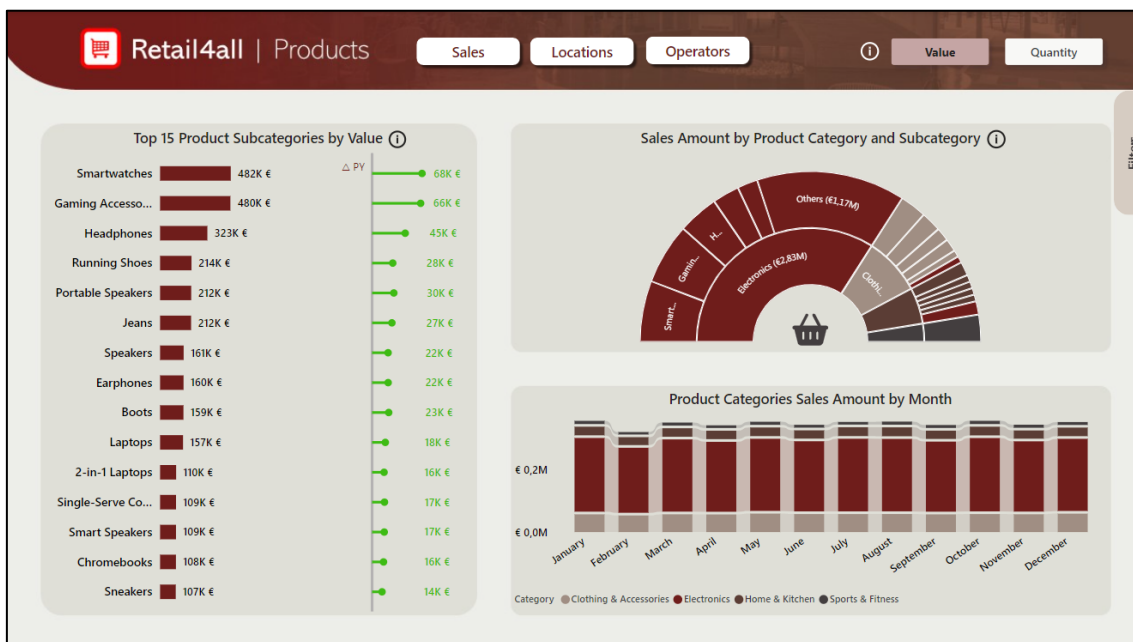 Retail4all | Products
Sales
Locations
Operators
Value
Quantity
Filters
Top 15 Product Subcategories by Value
△ PY
Smartwatches 482K € 68K €
Gaming Accesso... 480K € 66K €
Headphones 323K € 45K €
Running Shoes 214K € 28K €
Portable Speakers 212K € 30K €
Jeans 212K € 27K €
Speakers 161K € 22K €
Earphones 160K € 22K €
Boots 159K € 23K €
Laptops 157K € 18K €
2-in-1 Laptops 110K € 16K €
Single-Serve Co... 109K € 17K €
Smart Speakers 109K € 17K €
Chromebooks 108K € 16K €
Sneakers 107K € 14K €
Sales Amount by Product Category and Subcategory
Others (€1,17M)
H...
Gamin...
Smart...
Electronics (€2,83M)
Clothi...
Product Categories Sales Amount by Month
€ 0,2M
€ 0,0M
January February March April May June July August September October November December
Category Clothing & Accessories Electronics Home & Kitchen Sports & Fitness